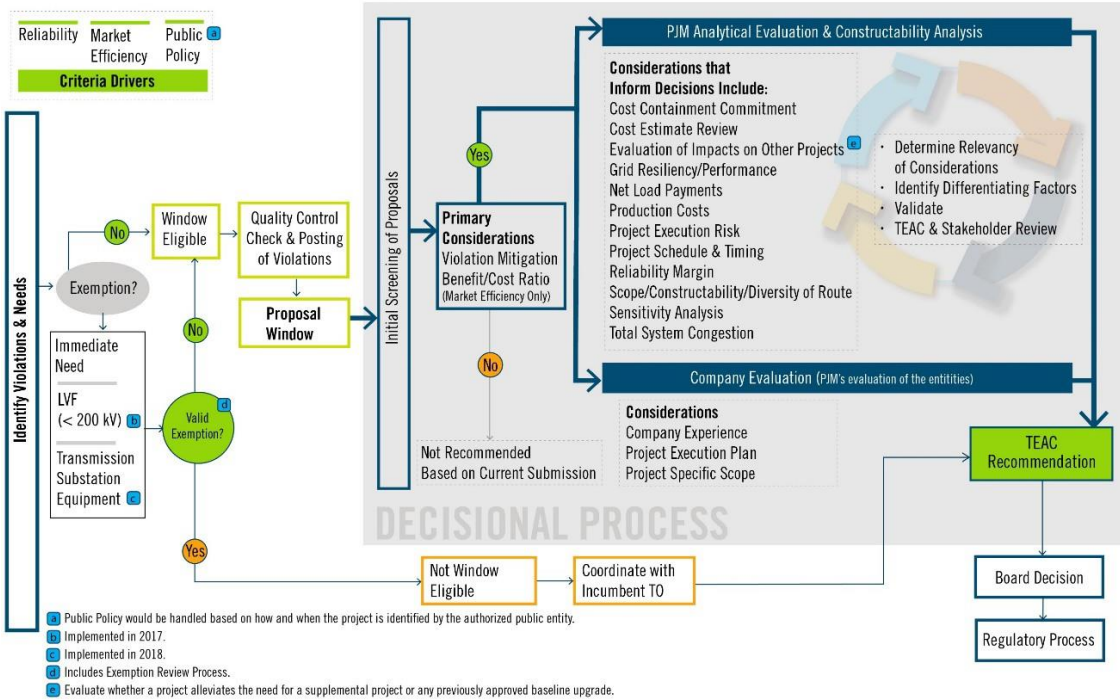 Reliability
Market
Efficiency
Public
Policy
a
Criteria Drivers
Identify Violations & Needs
Exemption?
No
Window
Eligible
Quality Control
Check & Posting
of Violations
Proposal
Window
Immediate
Need
LVF
(< 200 kV) b
Transmission
Substation
Equipment c
No
d
Valid
Exemption?
Yes
Initial Screening of Proposals
Yes
Primary
Considerations
Violation Mitigation
Benefit/Cost Ratio
(Market Efficiency Only)
No
Not Recommended
Based on Current Submission
PJM Analytical Evaluation & Constructability Analysis
Considerations that
Inform Decisions Include:
Cost Containment Commitment
Cost Estimate Review
Evaluation of Impacts on Other Projects e
Grid Resiliency/Performance
Net Load Payments
Production Costs
Project Execution Risk
Project Schedule & Timing
Reliability Margin
Scope/Constructability/Diversity of Route
Sensitivity Analysis
Total System Congestion
· Determine Relevancy
of Considerations
· Identify Differentiating Factors
· Validate
· TEAC & Stakeholder Review
Company Evaluation (PJM's evaluation of the entitities)
Considerations
Company Experience
Project Execution Plan
Project Specific Scope
DECISIONAL PROCESS
TEAC
Recommendation
Not Window
Eligible
Coordinate with
Incumbent TO
Board Decision
Regulatory Process
a Public Policy would be handled based on how and when the project is identified by the authorized public entity.
b Implemented in 2017.
c Implemented in 2018.
d Includes Exemption Review Process.
e Evaluate whether a project alleviates the need for a supplemental project or any previously approved baseline upgrade.